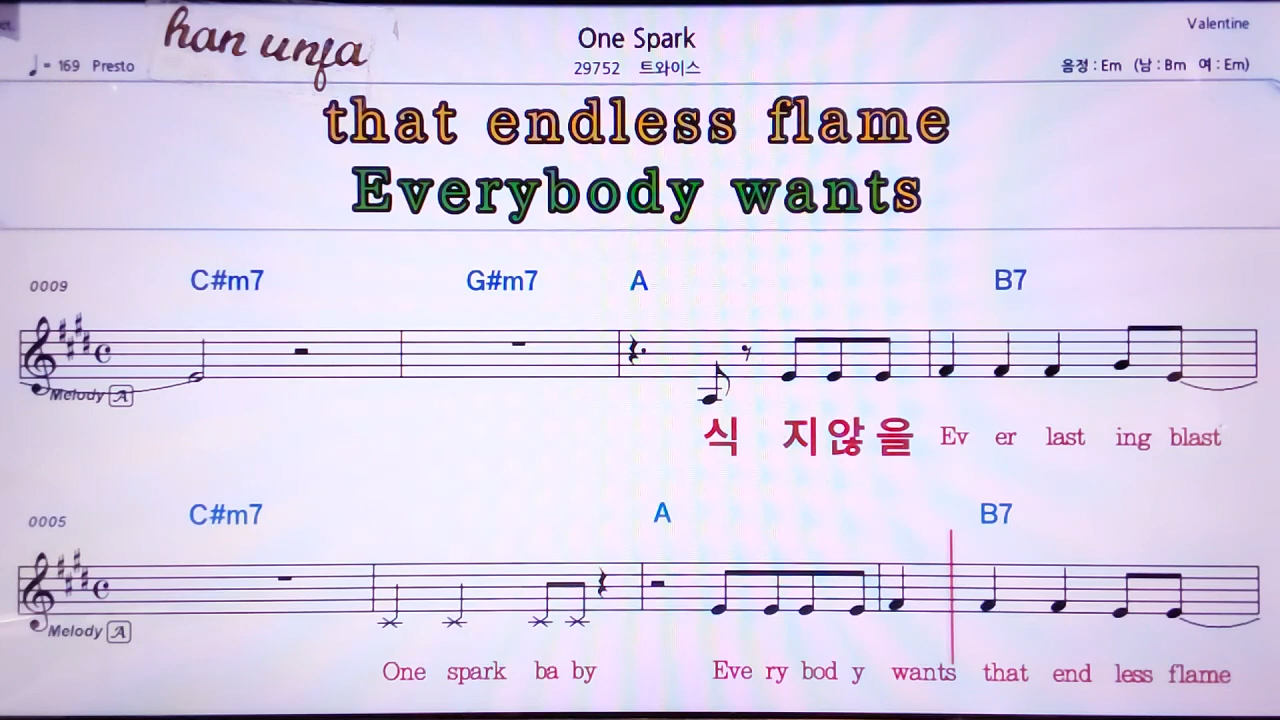 han unja
One Spark
Valentine
♩= 169 Presto
29752 트와이스
음정 : Em (남 : Bm 여 : Em)
that endless flame
Everybody wants
0009
C#m7 G#m7 A B7
Melody A
식 지 않 을 Ev er last ing blast
0005
C#m7 A B7
Melody A
One spark ba by Eve ry bod y wants that end less flame